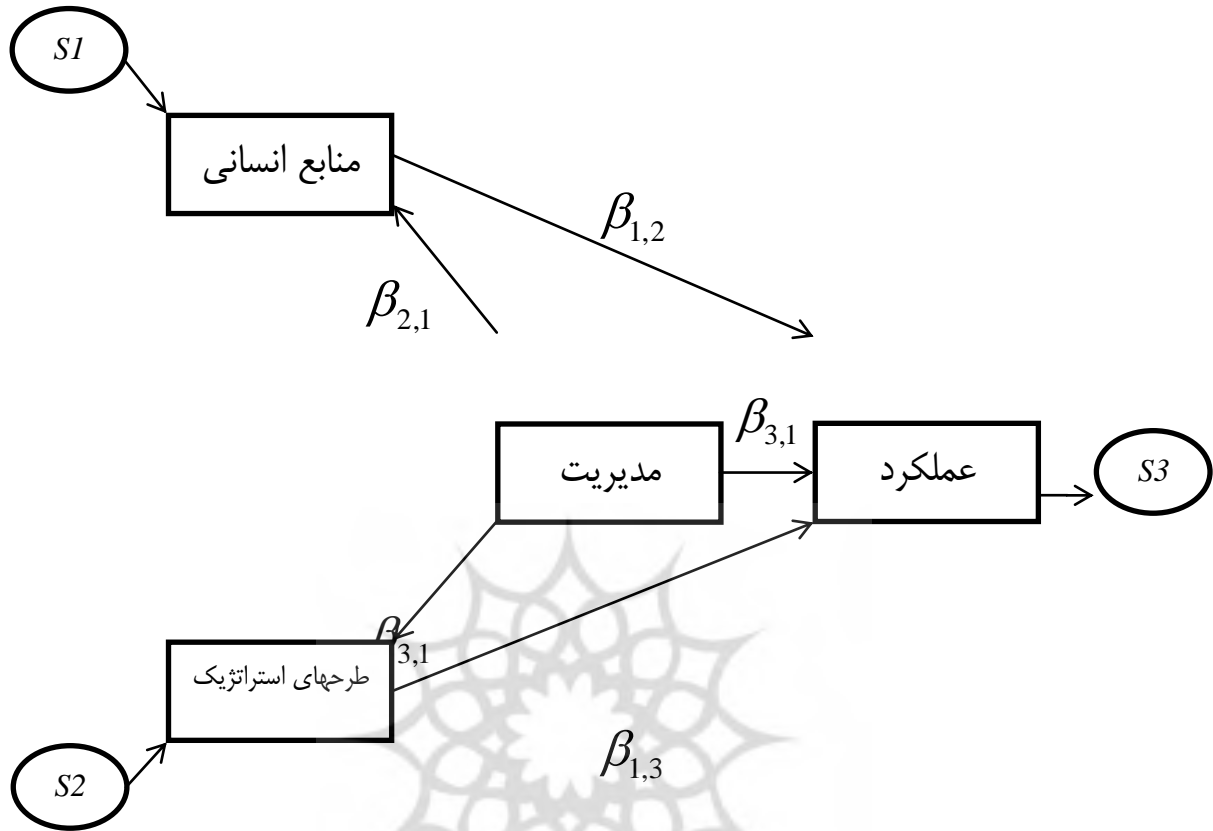 S1
منابع انسانی
β1,2
β2,1
β3,1
مدیریت
عملکرد
S3
β3,1
طرحهای استراتژیک
β1,3
S2